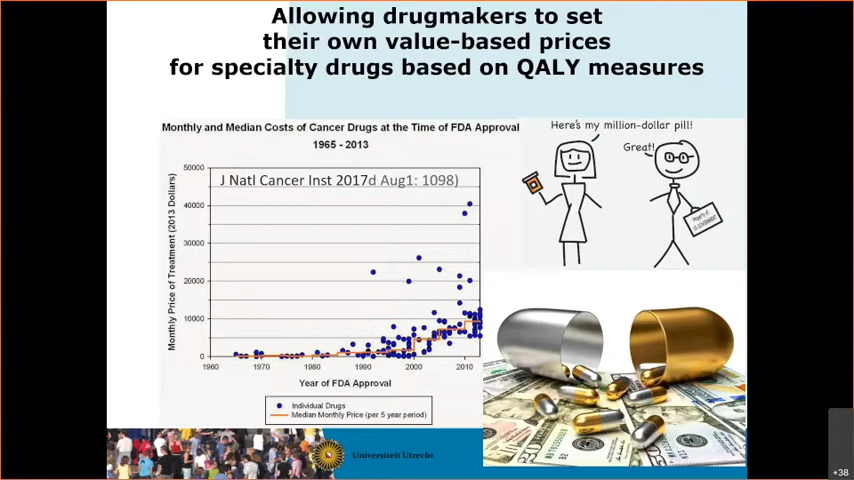 Allowing drugmakers to set
their own value-based prices
for specialty drugs based on QALY measures
Monthly and Median Costs of Cancer Drugs at the Time of FDA Approval
1965 - 2013
J Natl Cancer Inst 2017d Aug1: 1098)
Monthly Price of Treatment (2013 Dollars)
50000
40000
30000
20000
10000
0
1960
1970
1980
1990
2000
2010
Year of FDA Approval
Individual Drugs
Median Monthly Price (per 5 year period)
Here's my million-dollar pill!
Great!
Universiteit Utrecht
+38